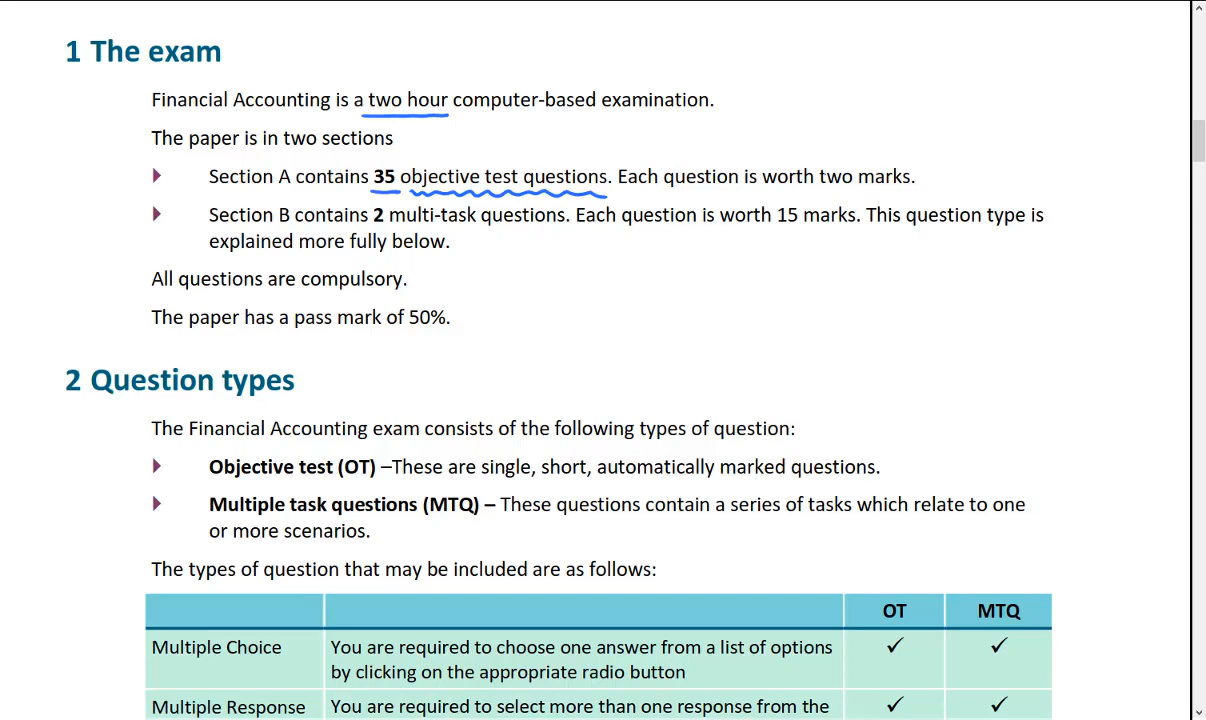 1 The exam
Financial Accounting is a two hour computer-based examination.
The paper is in two sections
Section A contains 35 objective test questions. Each question is worth two marks.
Section B contains 2 multi-task questions. Each question is worth 15 marks. This question type is
explained more fully below.
All questions are compulsory.
The paper has a pass mark of 50%.
2 Question types
The Financial Accounting exam consists of the following types of question:
Objective test (OT) –These are single, short, automatically marked questions.
Multiple task questions (MTQ) – These questions contain a series of tasks which relate to one
or more scenarios.
The types of question that may be included are as follows:
OT MTQ
Multiple Choice You are required to choose one answer from a list of options ✓ ✓
by clicking on the appropriate radio button
Multiple Response You are required to select more than one response from the ✓ ✓